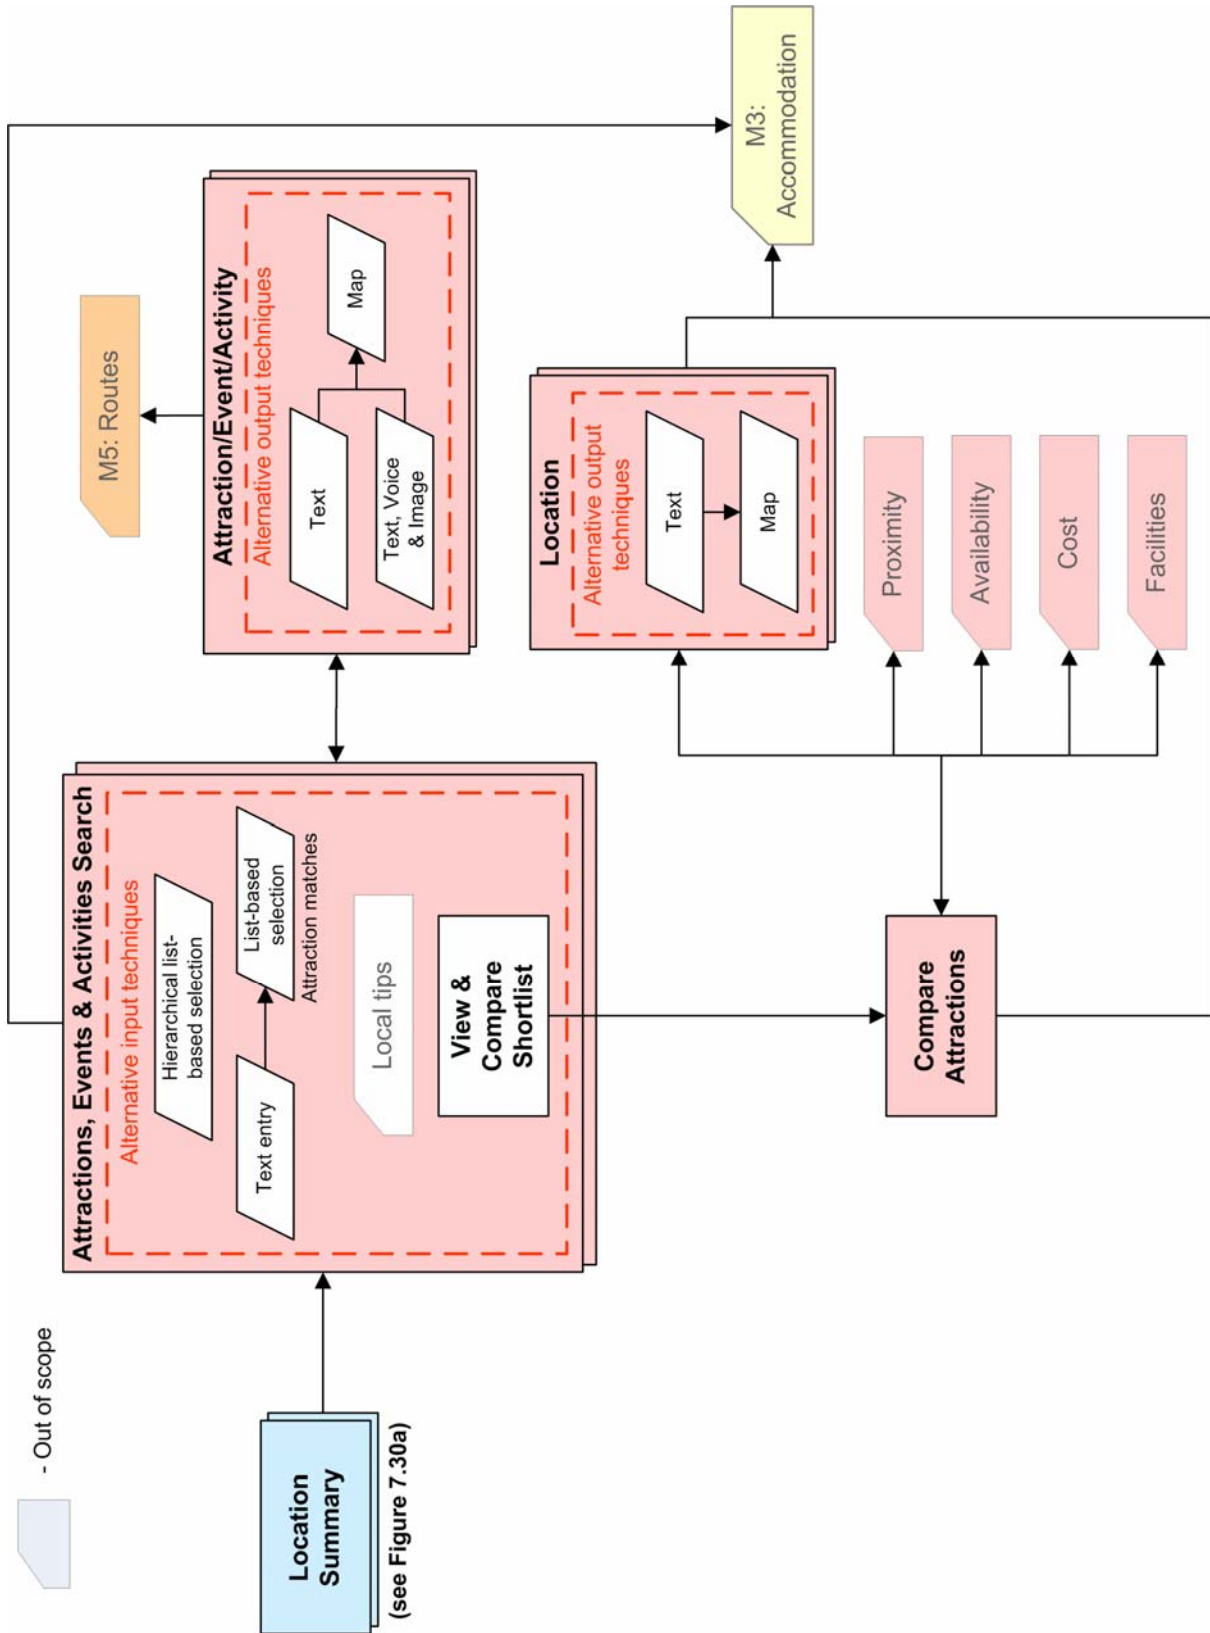 - Out of scope
Location
Summary
(see Figure 7.30a)
Attractions, Events & Activities Search
Alternative input techniques
Hierarchical list-
based selection
Text entry
List-based
selection
Attraction matches
Local tips
View &
Compare
Shortlist
M5: Routes
Attraction/Event/Activity
Alternative output techniques
Text
Text, Voice
& Image
Map
M3:
Accommodation
Location
Alternative output
techniques
Text
Map
Compare
Attractions
Proximity
Availability
Cost
Facilities